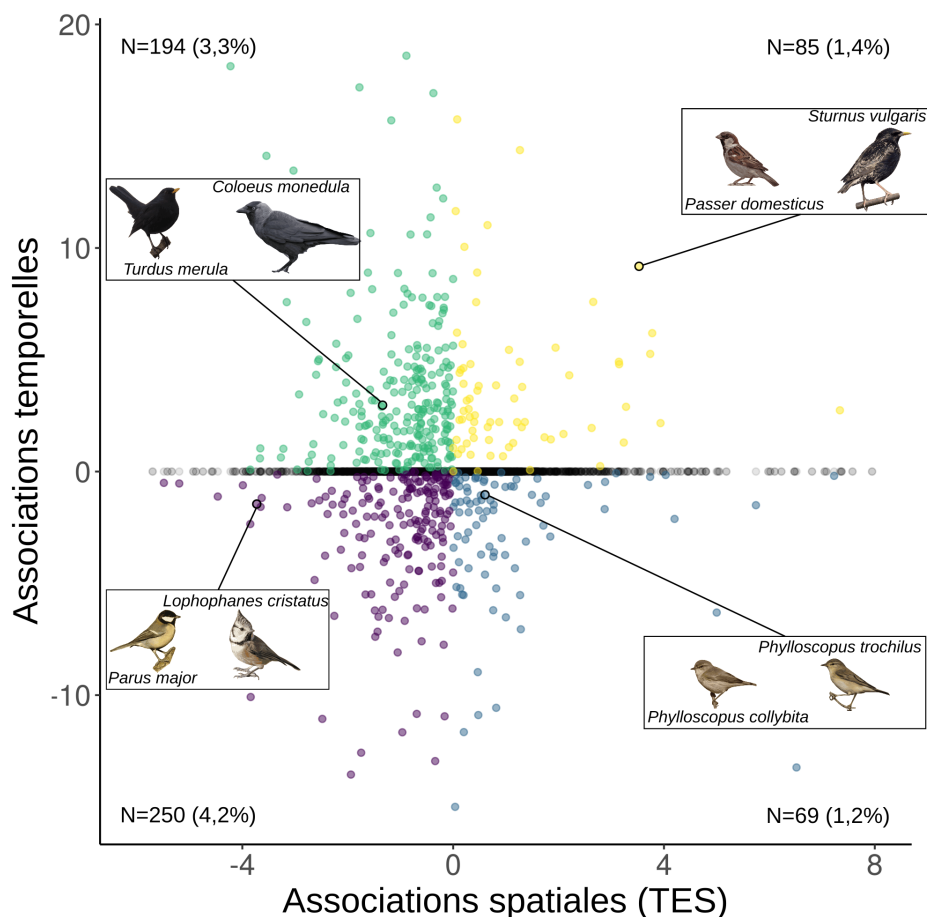 20
N=194 (3,3%)
N=85 (1,4%)
Sturnus vulgaris
Passer domesticus
Coloeus monedula
Turdus merula
10
Associations temporelles
0
Lophophanes cristatus
Parus major
Phylloscopus trochilus
Phylloscopus collybita
-10
N=250 (4,2%)
N=69 (1,2%)
-4
0
4
8
Associations spatiales (TES)